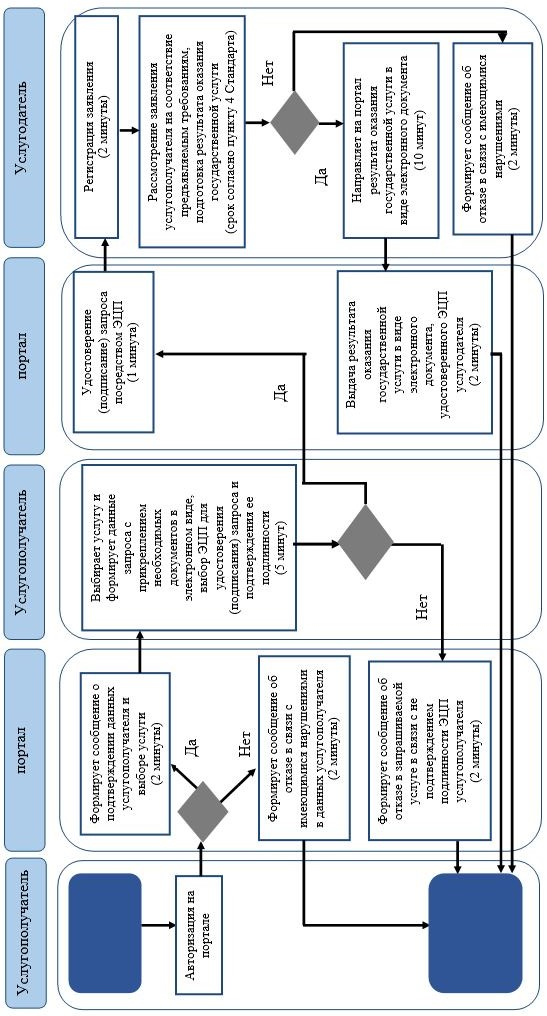 Услугополучатель
портал
Услугополучатель
портал
Услугодатель
Авторизация на
портале
Формирует сообщение о
подтверждении данных
услугополучателя и
выборе услуги
(2 минуты)
Да
Нет
Формирует сообщение об
отказе в связи с
имеющимися нарушениями
в данных услугополучателя
(2 минуты)
Формирует сообщение об
отказе в запрашиваемой
услуге в связи с не
подтверждением
подлинности ЭЦП
услугополучателя
(2 минуты)
Выбирает услугу и
формирует данные
запроса с
прикреплением
необходимых
документов в
электронном виде,
выбор ЭЦП для
удостоверения
(подписания) запроса и
подтверждения ее
подлинности
(5 минут)
Нет
Да
Удостоверение
(подписание) запроса
посредством ЭЦП
(1 минута)
Выдача результата
оказания
государственной
услуги в виде
электронного
документа,
удостоверенного ЭЦП
услугодателя
(2 минуты)
Регистрация заявления
(2 минуты)
Рассмотрение заявления
услугополучателя на соответствие
предъявляемым требованиям,
подготовка результата оказания
государственной услуги
(срок согласно пункту 4 Стандарта)
Нет
Да
Направляет на портал
результат оказания
государственной услуги в
виде электронного документа
(10 минут)
Формирует сообщение об
отказе в связи с имеющимися
нарушениями
(2 минуты)